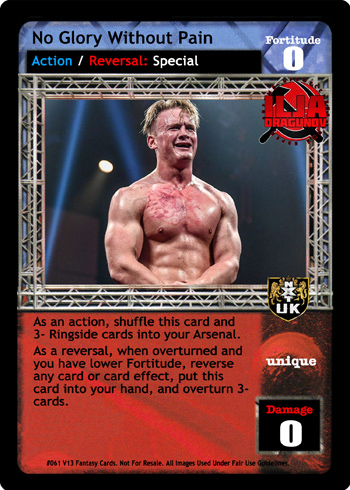 No Glory Without Pain
Fortitude
0
Action / Reversal: Special
ILJA
DRAGUNOV
NXT
UK
As an action, shuffle this card and
3- Ringside cards into your Arsenal.
As a reversal, when overturned and
you have lower Fortitude, reverse
any card or card effect, put this
card into your hand, and overturn 3-
cards.
unique
Damage
0
#061 V13 Fantasy Cards. Not For Resale. All Images Used Under Fair Use Guidelines.